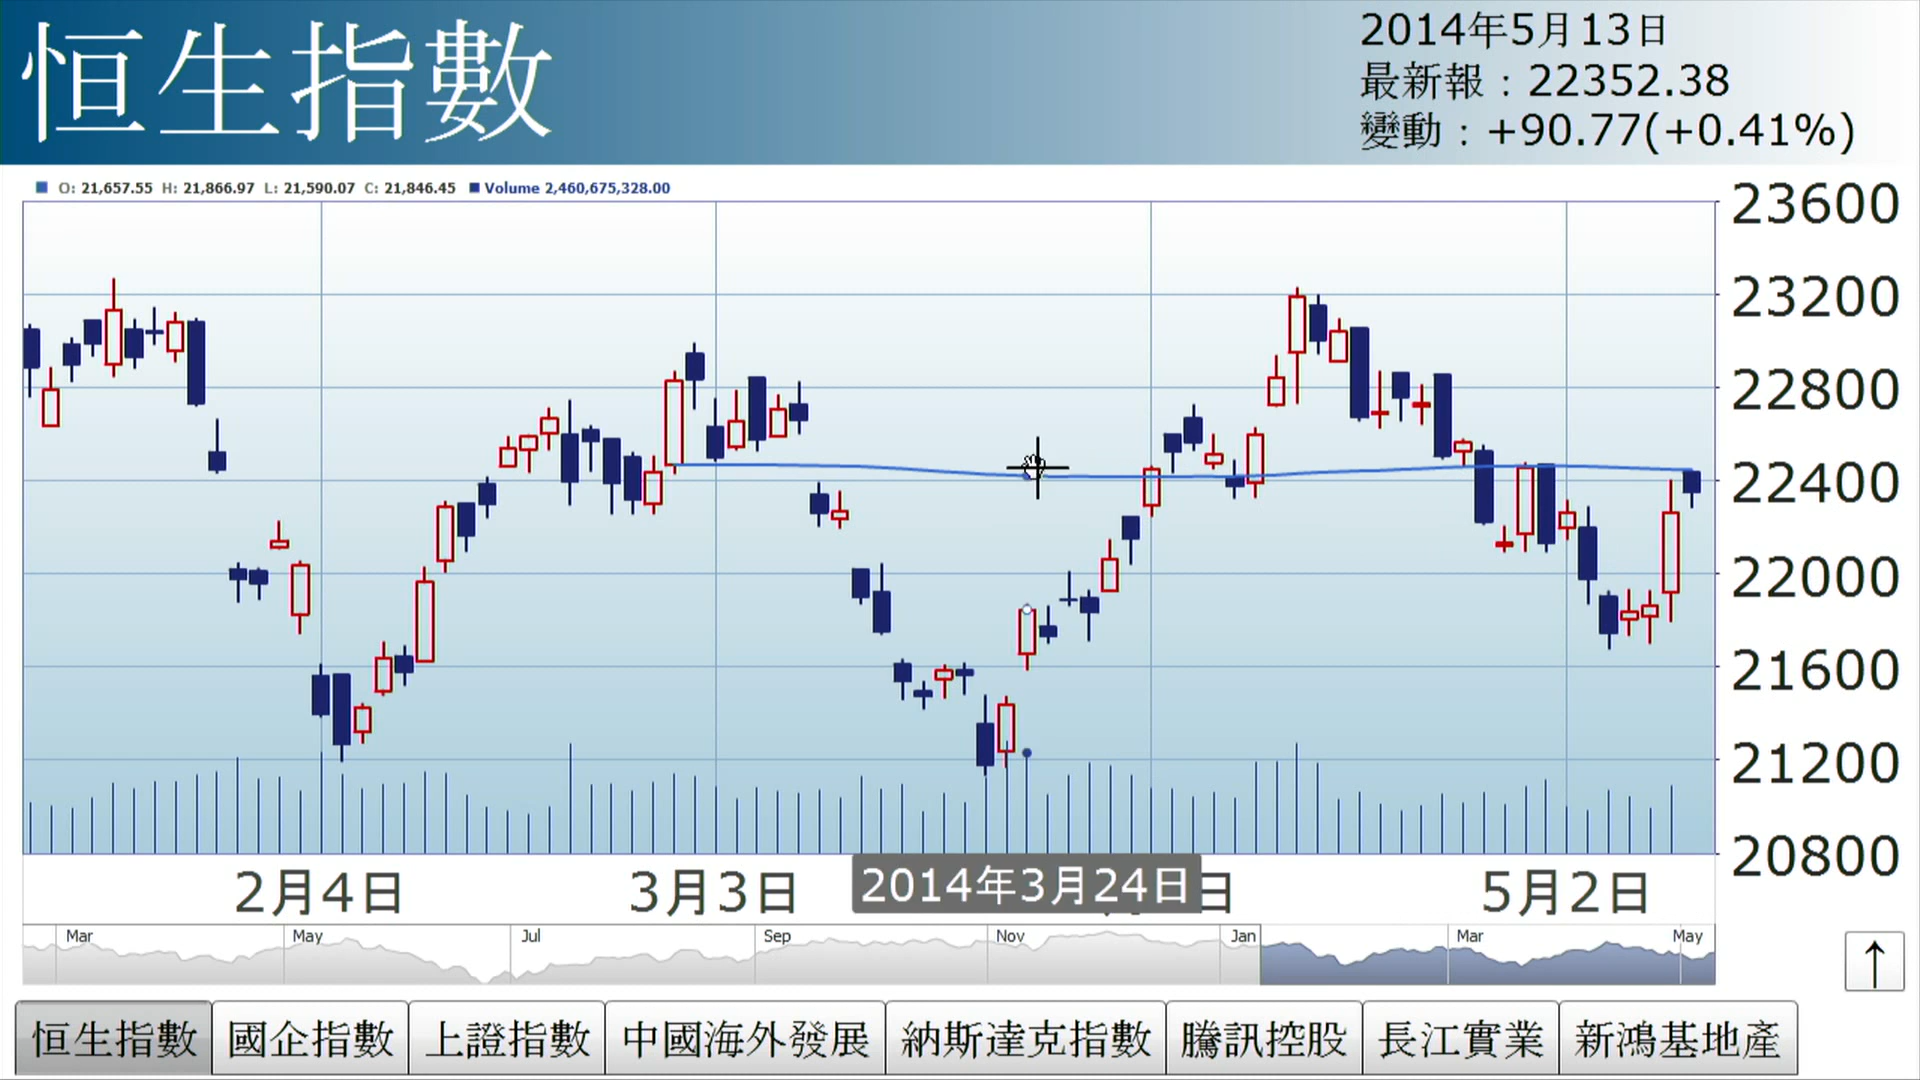 恒生指數
2014年5月13日
最新報：22352.38
變動：+90.77(+0.41%)
O: 21,657.55 H: 21,866.97 L: 21,590.07 C: 21,846.45 Volume 2,460,675,328.00
23600
23200
22800
22400
22000
21600
21200
20800
2月4日 3月3日 2014年3月24日 日 5月2日
Mar May Jul Sep Nov Jan Mar May
↑
恒生指數 國企指數 上證指數 中國海外發展 納斯達克指數 騰訊控股 長江實業 新鴻基地產